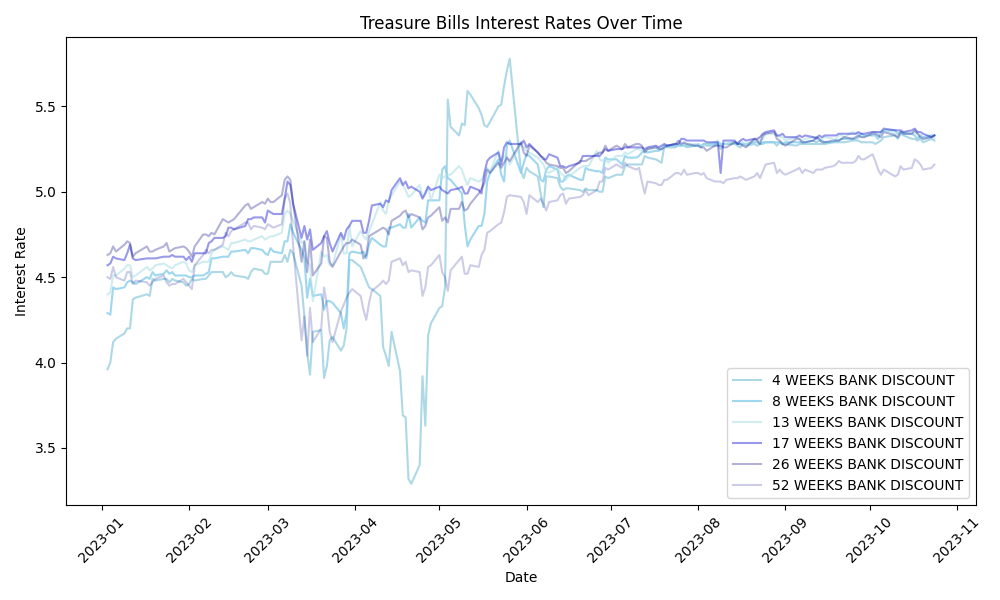 Treasure Bills Interest Rates Over Time
Interest Rate
5.5
5.0
4.5
4.0
3.5
4 WEEKS BANK DISCOUNT
8 WEEKS BANK DISCOUNT
13 WEEKS BANK DISCOUNT
17 WEEKS BANK DISCOUNT
26 WEEKS BANK DISCOUNT
52 WEEKS BANK DISCOUNT
2023-01
2023-02
2023-03
2023-04
2023-05
2023-06
2023-07
2023-08
2023-09
2023-10
2023-11
Date